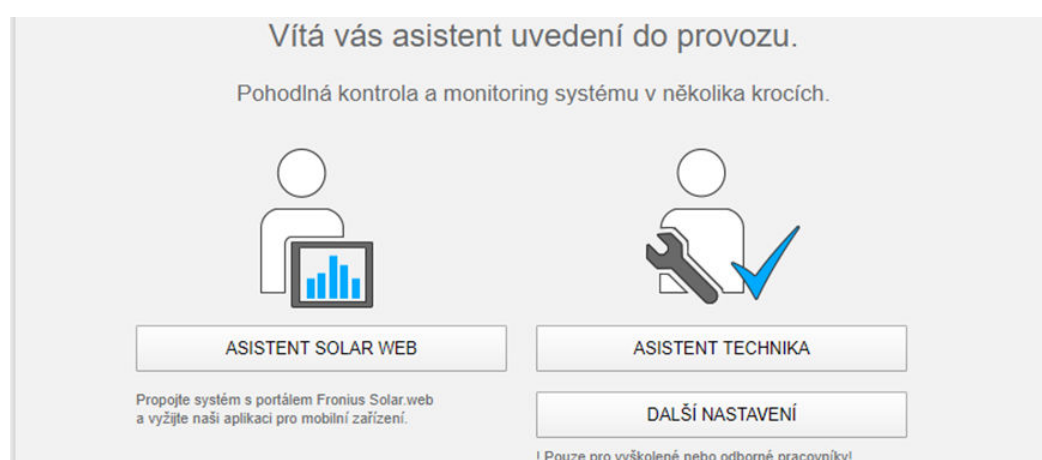 Vítá vás asistent uvedení do provozu.
Pohodlná kontrola a monitoring systému v několika krocích.
ASISTENT SOLAR WEB
Propojte systém s portálem Fronius Solar.web
a vyžijte naši aplikaci pro mobilní zařízení.
ASISTENT TECHNIKA
DALŠÍ NASTAVENÍ
! Pouze pro vyškolené nebo odborné pracovníky!